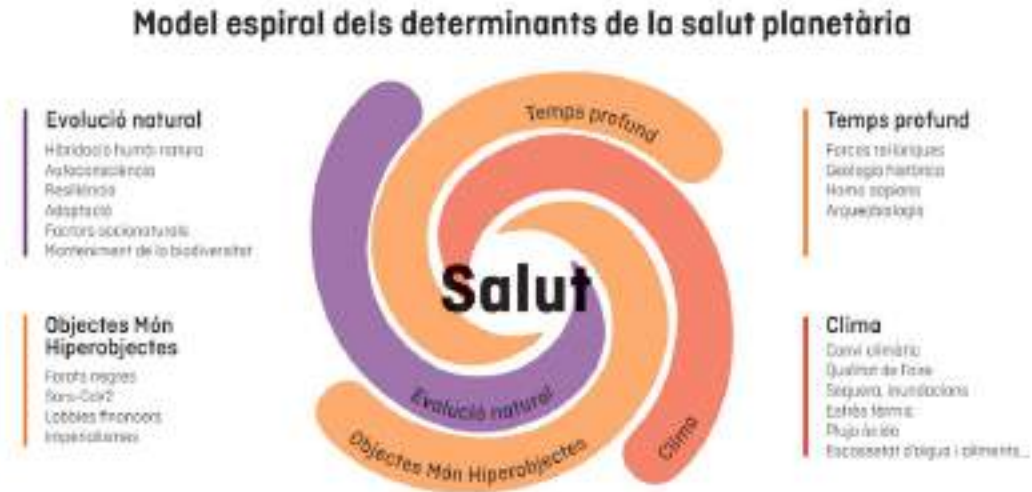 Model espiral dels determinants de la salut planetària
Evolució natural
Hibridació humà natura
Autoconsciència
Resiliència
Adaptació
Factors socionaturals
Manteniment de la biodiversitat
Objectes Món
Hiperobjectes
Forats negres
Sars-Cov2
Lobbies financers
Imperialismes
Temps profund
Salut
Evolució natural
Objectes Món Hiperobjectes
Clima
Temps profund
Forces tel·lúriques
Geologia històrica
Homo sapiens
Arqueobiologia
Clima
Canvi climàtic
Qualitat de l'aire
Sequera, inundacions
Estrès tèrmic
Pluja àcida
Escassetat d'aigua i aliments...